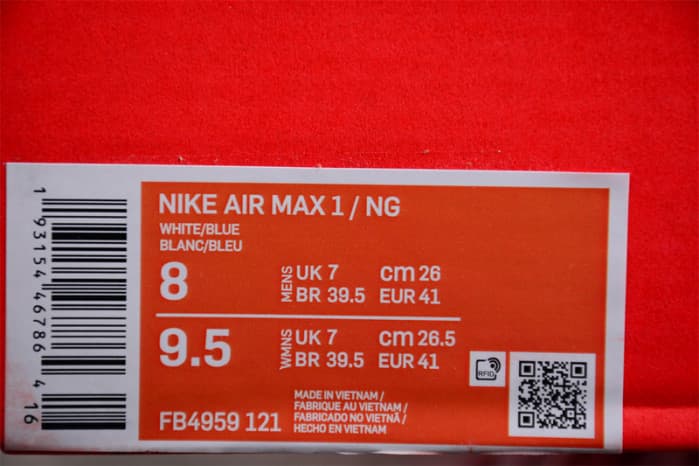 NIKE AIR MAX 1 / NG
WHITE/BLUE
BLANC/BLEU
8 MENS UK 7 cm 26
BR 39.5 EUR 41
9.5 WMNS UK 7 cm 26.5
BR 39.5 EUR 41
RFID
FB4959 121
MADE IN VIETNAM /
FABRIQUE AU VIETNAM /
FABRICADO NO VIETNÃ /
HECHO EN VIETNAM
1 93154 46786 4 16